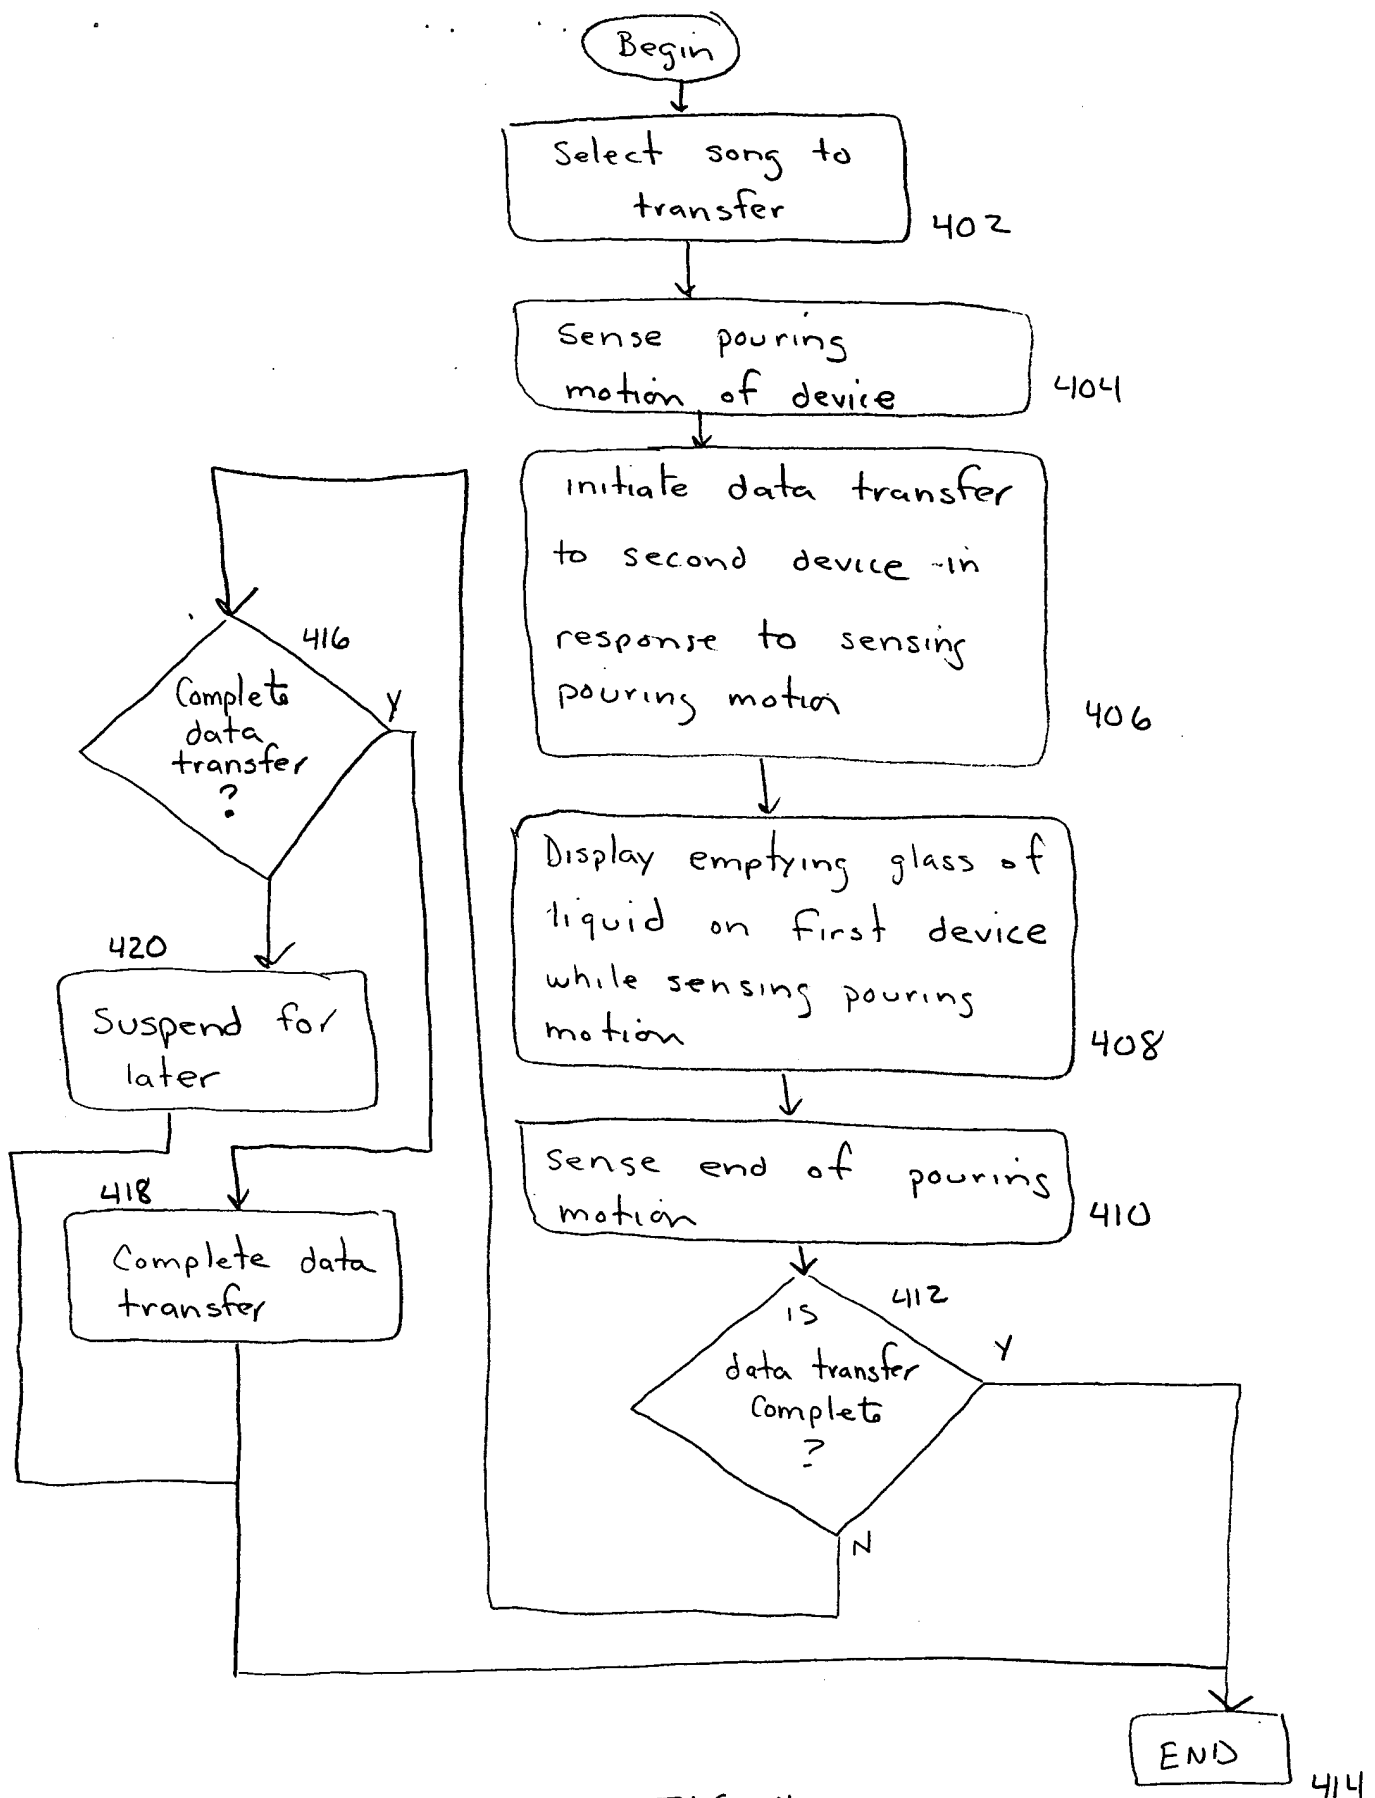 Begin
Select song to
transfer
402
Sense pouring
motion of device
404
initiate data transfer
to second device in
response to sensing
pouring motion
406
Display emptying glass of
liquid on first device
while sensing pouring
motion
408
Sense end of pouring
motion
410
412
is
data transfer
Complete
?
Y
N
416
Complete
data
transfer
?
Y
420
Suspend for
later
418
Complete data
transfer
END
414